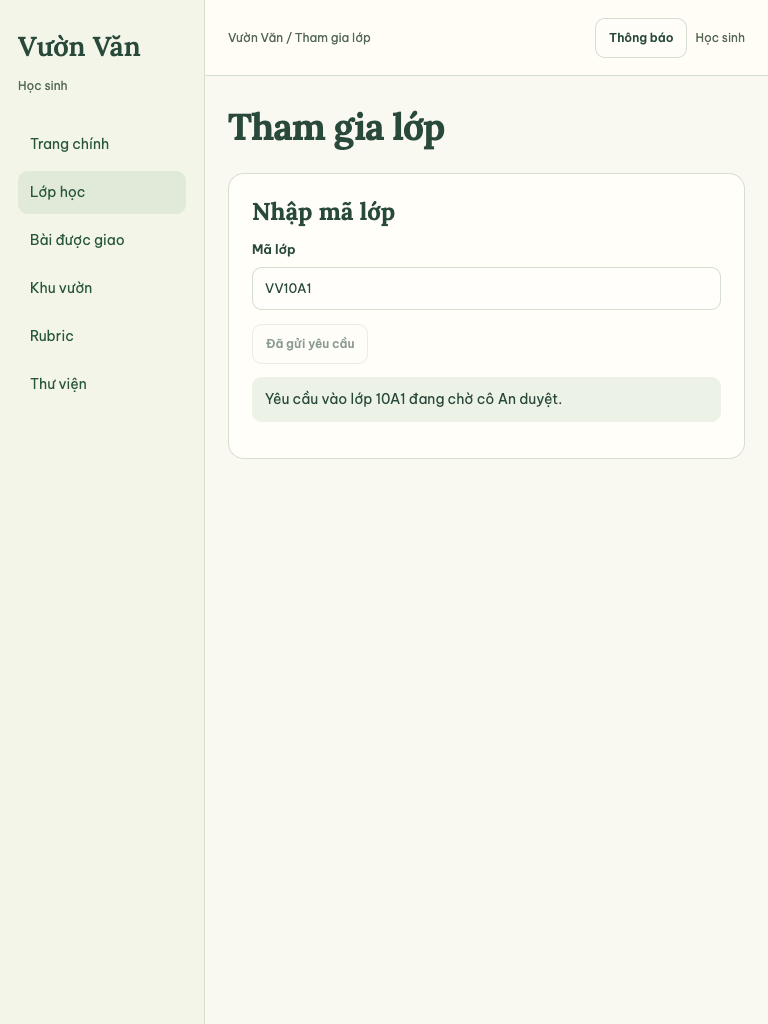 Vườn Văn
Học sinh
Trang chính
Lớp học
Bài được giao
Khu vườn
Rubric
Thư viện
Vườn Văn / Tham gia lớp
Thông báo
Học sinh
Tham gia lớp
Nhập mã lớp
Mã lớp
VV10A1
Đã gửi yêu cầu
Yêu cầu vào lớp 10A1 đang chờ cô An duyệt.